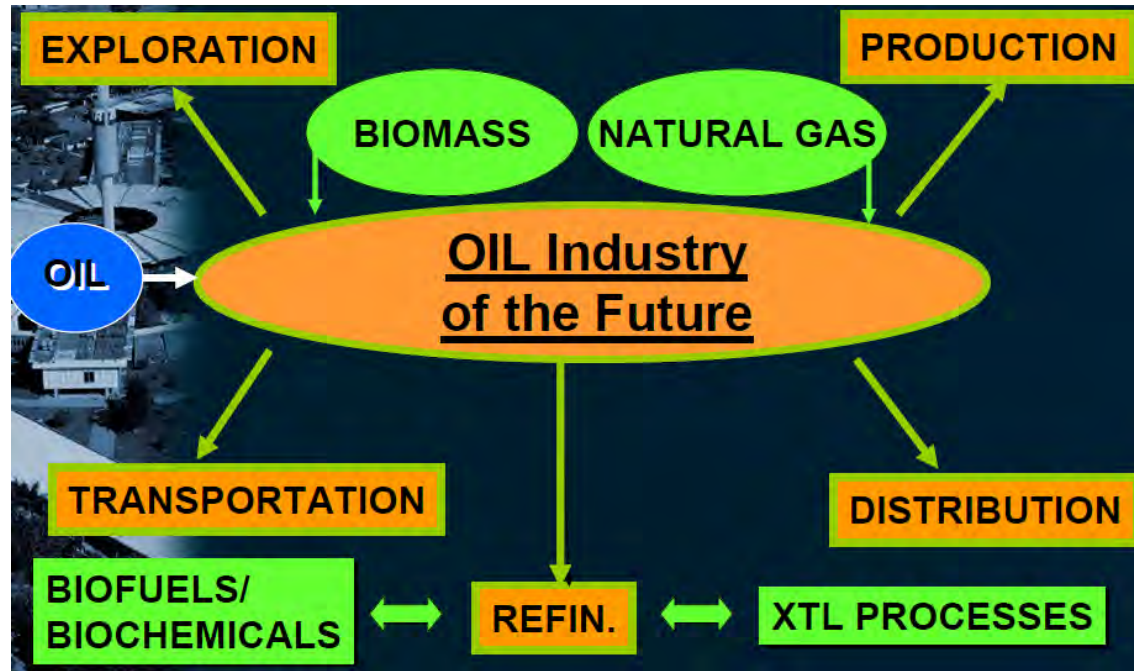 EXPLORATION
PRODUCTION
BIOMASS
NATURAL GAS
OIL
OIL Industry
of the Future
TRANSPORTATION
DISTRIBUTION
BIOFUELS/
BIOCHEMICALS
REFIN.
XTL PROCESSES